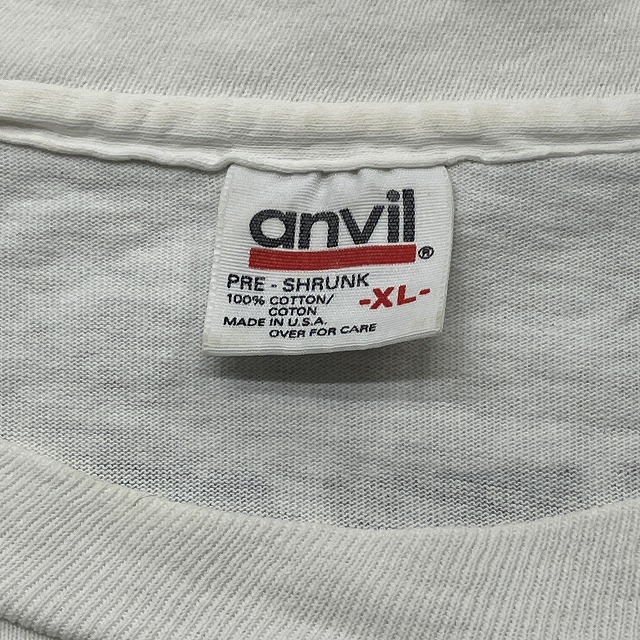 anvil®
PRE - SHRUNK
100% COTTON/
COTON
-XL-
MADE IN U.S.A.
OVER FOR CARE